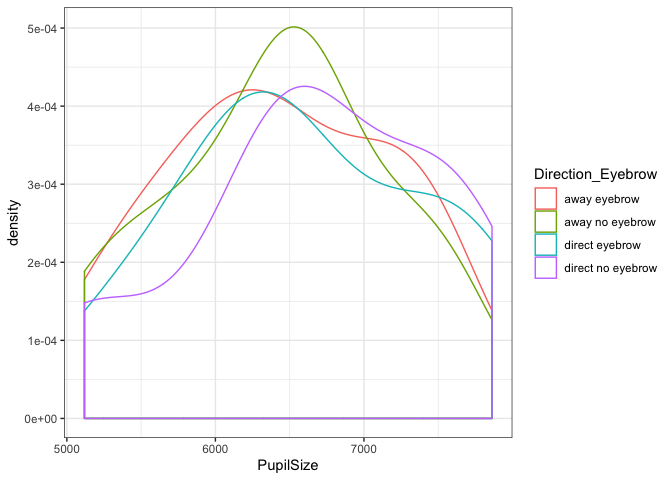 5e-04
4e-04
3e-04
2e-04
1e-04
0e+00
density
5000
6000
7000
PupilSize
Direction_Eyebrow
away eyebrow
away no eyebrow
direct eyebrow
direct no eyebrow